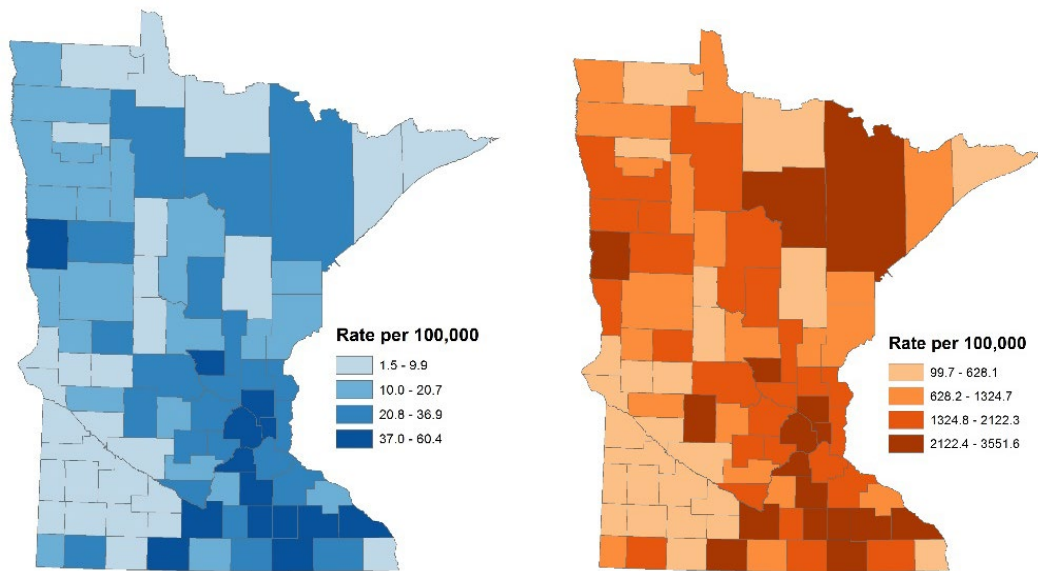 Rate per 100,000
1.5 - 9.9
10.0 - 20.7
20.8 - 36.9
37.0 - 60.4
Rate per 100,000
99.7 - 628.1
628.2 - 1324.7
1324.8 - 2122.3
2122.4 - 3551.6